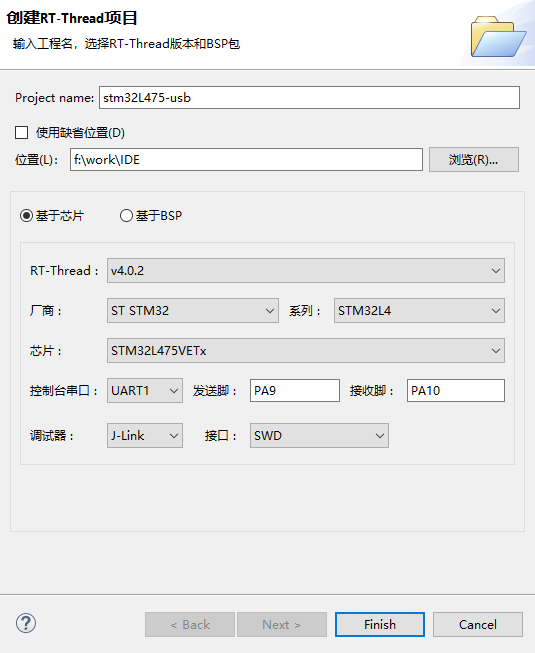 创建RT-Thread项目
输入工程名，选择RT-Thread版本和BSP包
Project name: stm32L475-usb
使用缺省位置(D)
位置(L): f:\work\IDE 浏览(R)...
基于芯片 基于BSP
RT-Thread : v4.0.2
厂商 : ST STM32 系列 : STM32L4
芯片 : STM32L475VETx
控制台串口 : UART1 发送脚 : PA9 接收脚 : PA10
调试器 : J-Link 接口 : SWD
? < Back Next > Finish Cancel